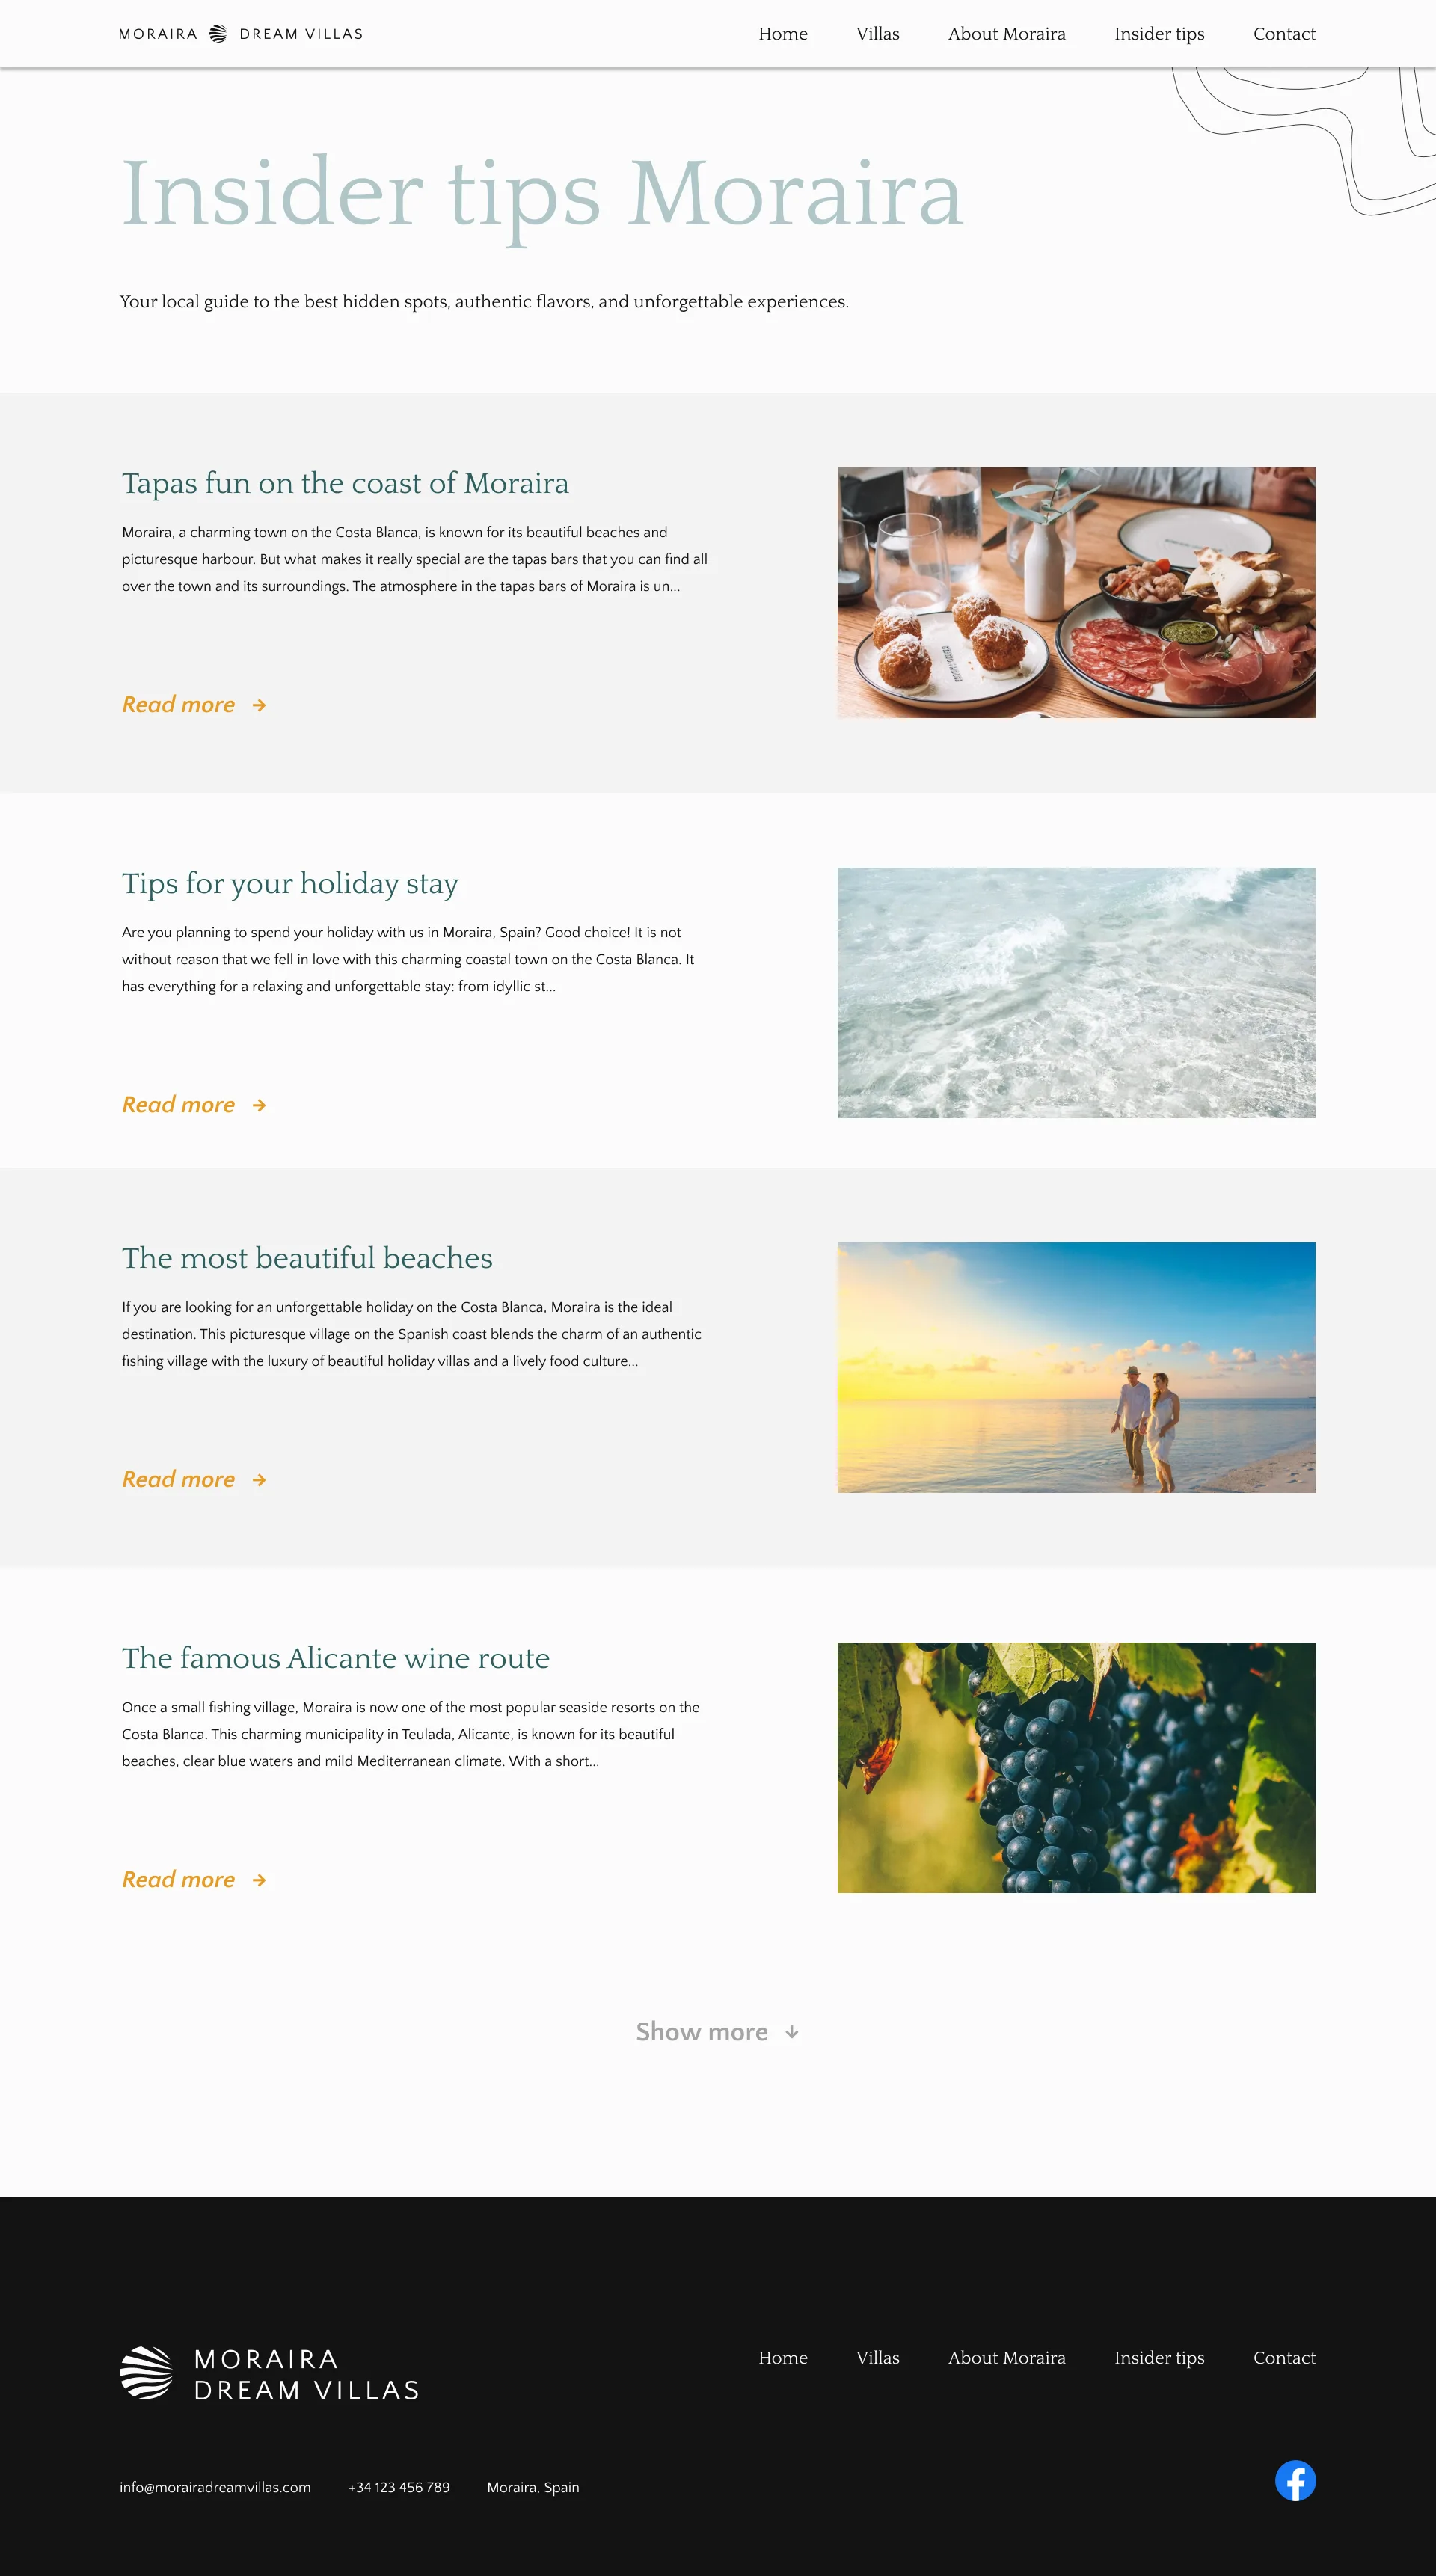 MORAIRA DREAM VILLAS
Home Villas About Moraira Insider tips Contact
Insider tips Moraira
Your local guide to the best hidden spots, authentic flavors, and unforgettable experiences.
Tapas fun on the coast of Moraira
Moraira, a charming town on the Costa Blanca, is known for its beautiful beaches and
picturesque harbour. But what makes it really special are the tapas bars that you can find all
over the town and its surroundings. The atmosphere in the tapas bars of Moraira is un...
Read more →
Tips for your holiday stay
Are you planning to spend your holiday with us in Moraira, Spain? Good choice! It is not
without reason that we fell in love with this charming coastal town on the Costa Blanca. It
has everything for a relaxing and unforgettable stay: from idyllic st...
Read more →
The most beautiful beaches
If you are looking for an unforgettable holiday on the Costa Blanca, Moraira is the ideal
destination. This picturesque village on the Spanish coast blends the charm of an authentic
fishing village with the luxury of beautiful holiday villas and a lively food culture...
Read more →
The famous Alicante wine route
Once a small fishing village, Moraira is now one of the most popular seaside resorts on the
Costa Blanca. This charming municipality in Teulada, Alicante, is known for its beautiful
beaches, clear blue waters and mild Mediterranean climate. With a short...
Read more →
Show more ↓
MORAIRA
DREAM VILLAS
Home Villas About Moraira Insider tips Contact
info@morairadreamvillas.com +34 123 456 789 Moraira, Spain